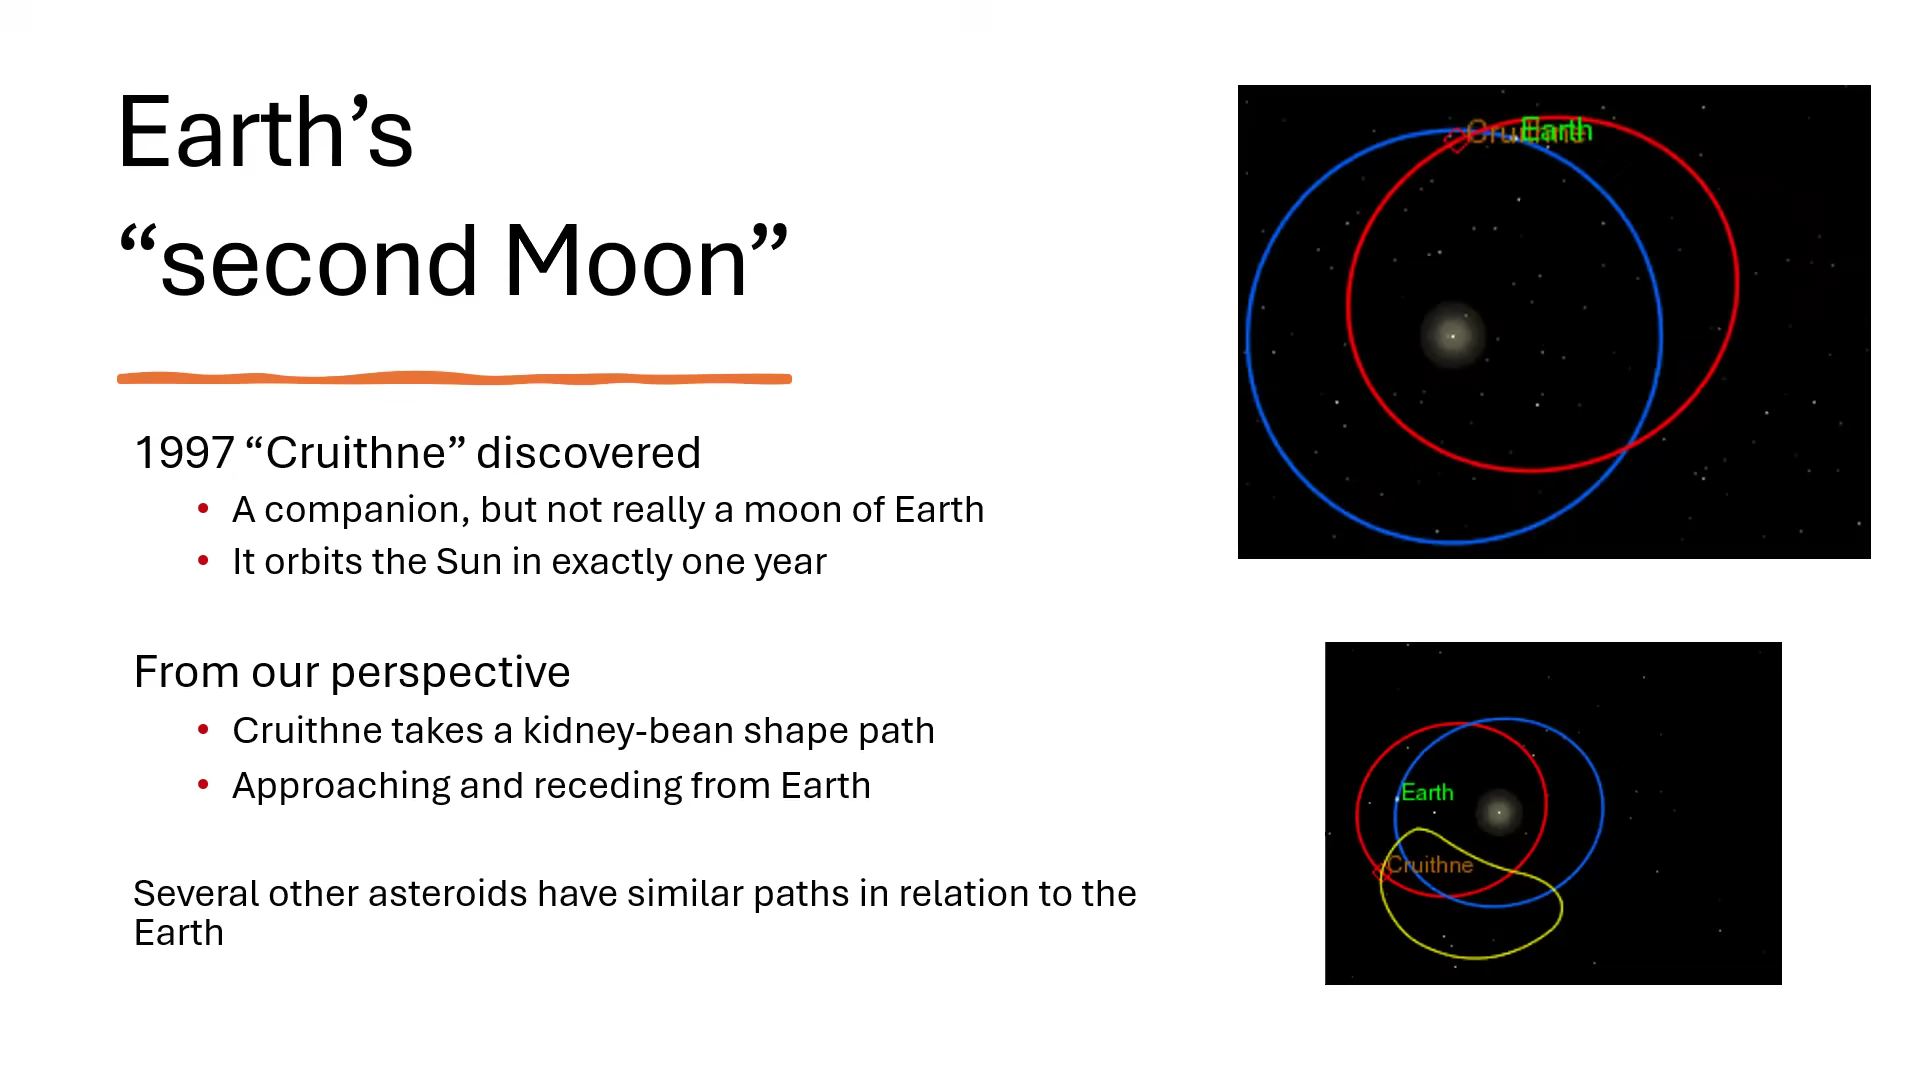 Earth’s
“second Moon”
1997 “Cruithne” discovered
• A companion, but not really a moon of Earth
• It orbits the Sun in exactly one year
From our perspective
• Cruithne takes a kidney-bean shape path
• Approaching and receding from Earth
Several other asteroids have similar paths in relation to the
Earth
Cruithne Earth
Earth
Cruithne